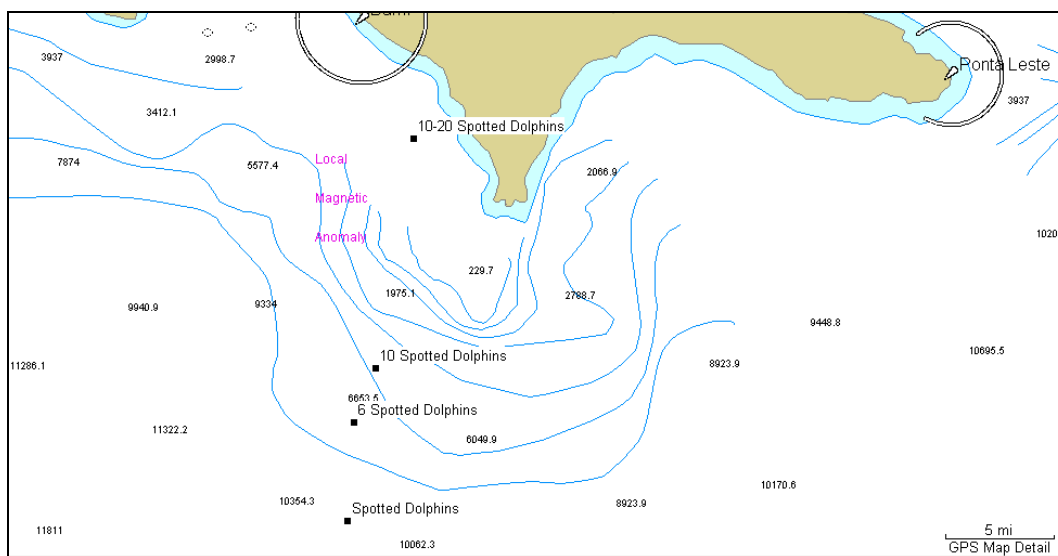 Ponta Leste
3937
2998.7
3937
3412.1
10-20 Spotted Dolphins
7874
5577.4
Local
2066.9
Magnetic
Anomaly
1020
229.7
1975.1
2788.7
9940.9
9334
9448.8
10695.5
11286.1
10 Spotted Dolphins
8923.9
6653.5
6 Spotted Dolphins
11322.2
6049.9
10170.6
10354.3
Spotted Dolphins
8923.9
11811
10062.3
5 mi
GPS Map Detail